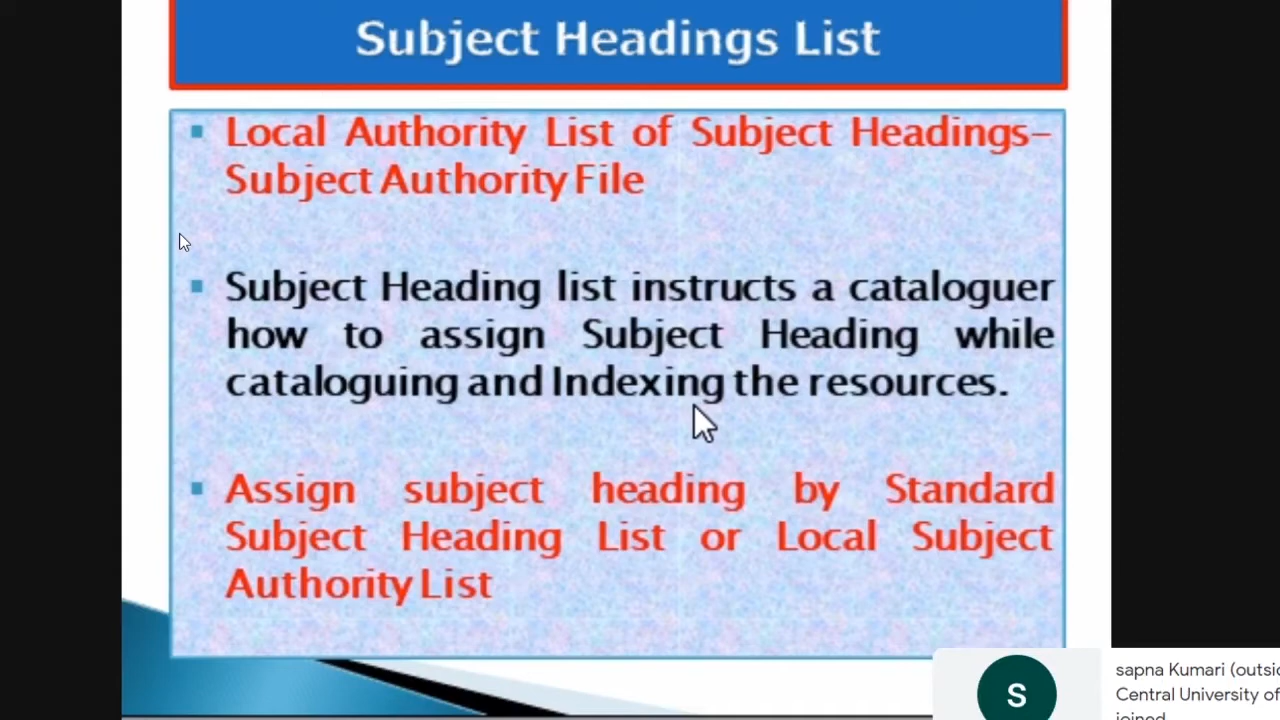 Subject Headings List
Local Authority List of Subject Headings-
Subject Authority File
Subject Heading list instructs a cataloguer
how to assign Subject Heading while
cataloguing and Indexing the resources.
Assign subject heading by Standard
Subject Heading List or Local Subject
Authority List
S
sapna Kumari (outsid
Central University of
joined